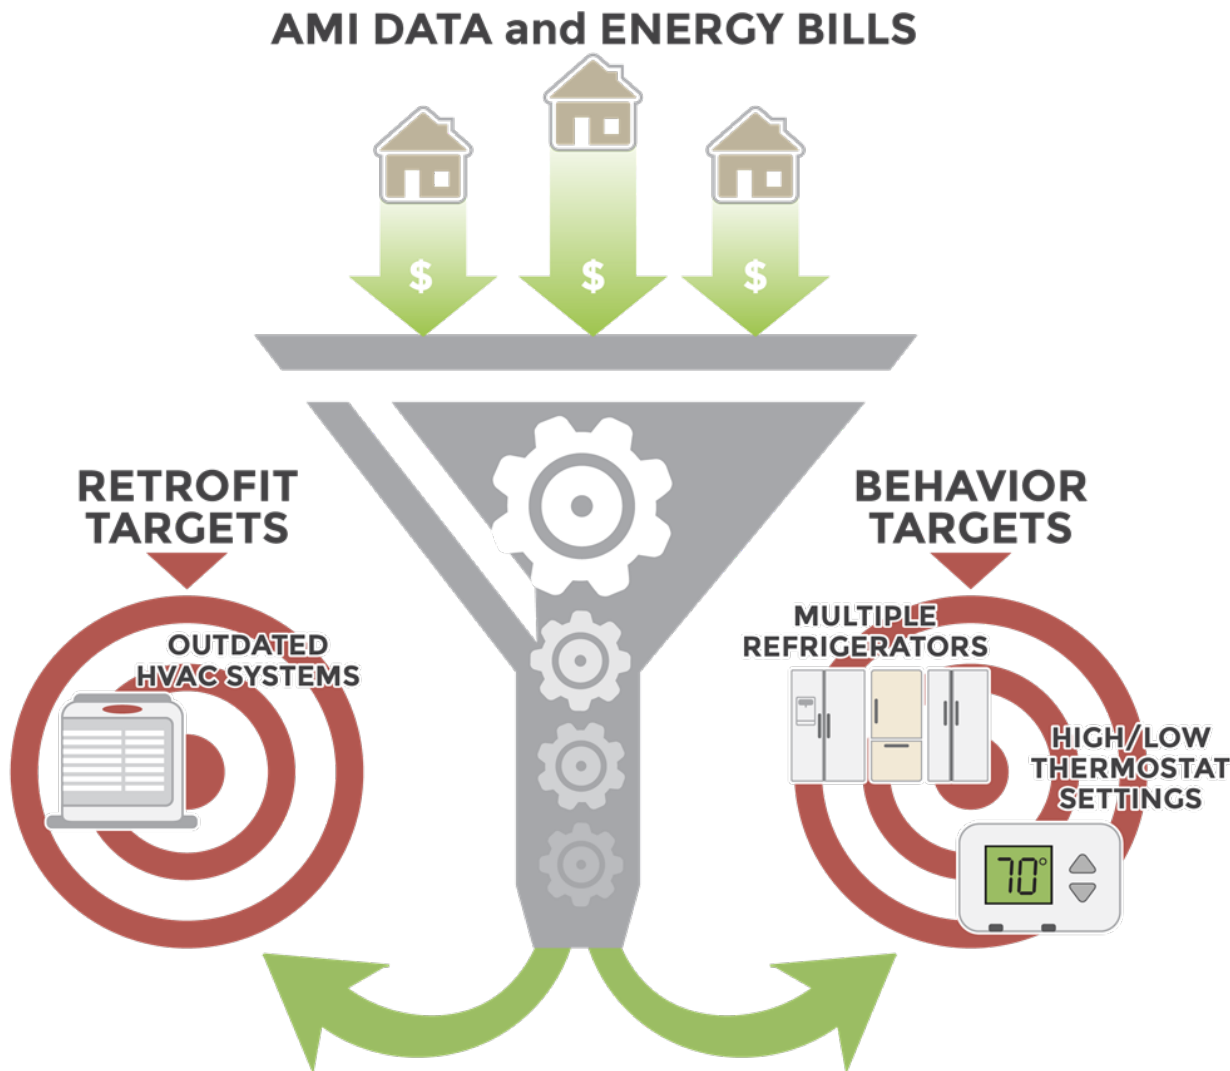 AMI DATA and ENERGY BILLS
$
$
$
RETROFIT
TARGETS
OUTDATED
HVAC SYSTEMS
BEHAVIOR
TARGETS
MULTIPLE
REFRIGERATORS
HIGH/LOW
THERMOSTAT
SETTINGS
70°